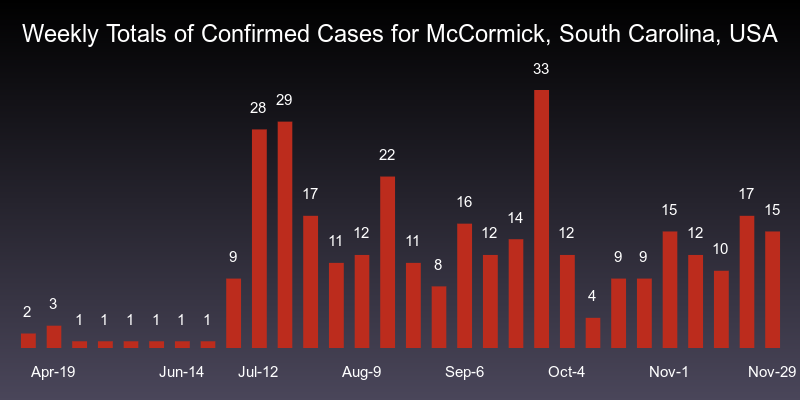 Weekly Totals of Confirmed Cases for McCormick, South Carolina, USA
2 3 1 1 1 1 1 1 9 28 29 17 11 12 22 11 8 16 12 14 33 12 4 9 9 15 12 10 17 15
Apr-19 Jun-14 Jul-12 Aug-9 Sep-6 Oct-4 Nov-1 Nov-29